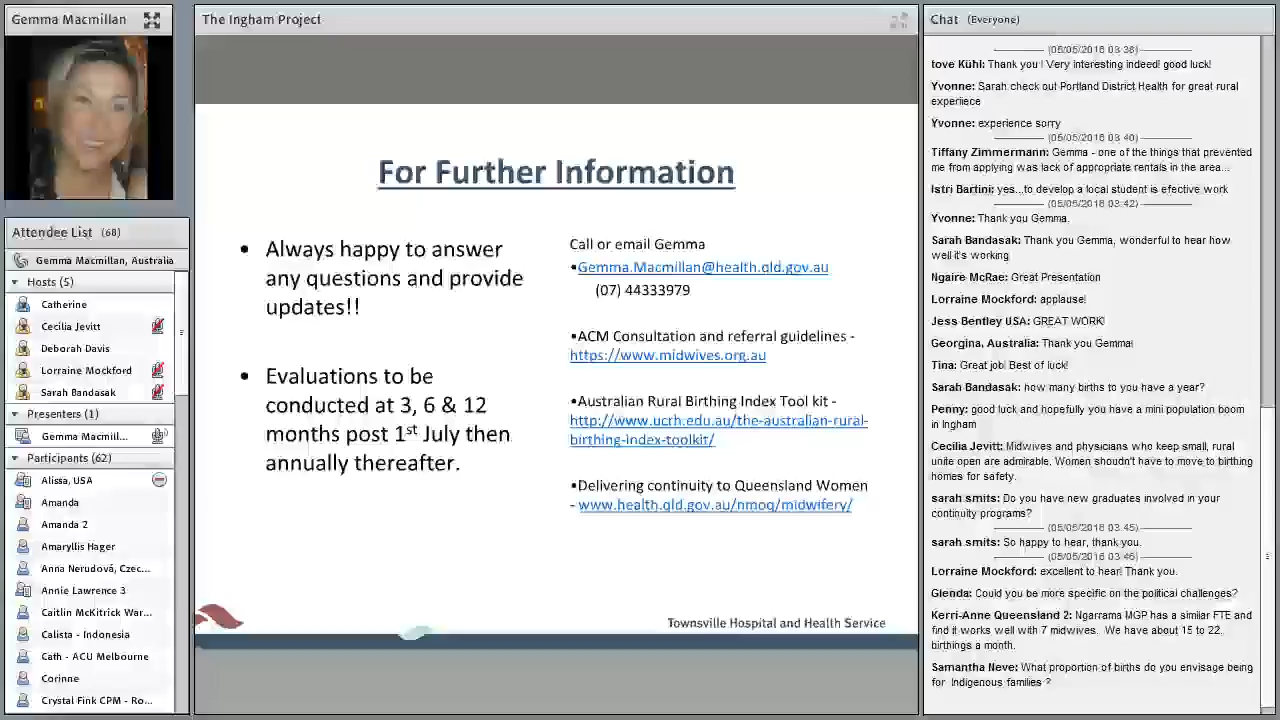 Gemma Macmillan
Attendee List (68)
Gemma Macmillan, Australia
Hosts (5)
Catherine
Cecilia Jevitt
Deborah Davis
Lorraine Mockford
Sarah Bandasak
Presenters (1)
Gemma Macmill...
Participants (62)
Alissa, USA
Amanda
Amanda 2
Amaryllis Hager
Anna Nerudová, Czec...
Annie Lawrence 3
Caitlin McKitrick War...
Calista - Indonesia
Cath - ACU Melbourne
Corinne
Crystal Fink CPM - Ro...
The Ingham Project
For Further Information
• Always happy to answer
any questions and provide
updates!!
• Evaluations to be
conducted at 3, 6 & 12
months post 1st July then
annually thereafter.
Call or email Gemma
•Gemma.Macmillan@health.qld.gov.au
(07) 44333979
•ACM Consultation and referral guidelines -
https://www.midwives.org.au
•Australian Rural Birthing Index Tool kit -
http://www.ucrh.edu.au/the-australian-rural-
birthing-index-toolkit/
•Delivering continuity to Queensland Women
- www.health.qld.gov.au/nmoq/midwifery/
Townsville Hospital and Health Service
Chat (Everyone)
(05/05/2016 03:38)
tove Kühl: Thank you ! Very interesting indeed! good luck!
Yvonne: Sarah check out Portland District Health for great rural
experiece
Yvonne: experience sorry
(05/05/2016 03:40)
Tiffany Zimmermann: Gemma - one of the things that prevented
me from applying was lack of appropriate rentals in the area...
Istri Bartini: yes...to develop a local student is efective work
(05/05/2016 03:42)
Yvonne: Thank you Gemma.
Sarah Bandasak: Thank you Gemma, wonderful to hear how
well it's working
Ngaire McRae: Great Presentation
Lorraine Mockford: applause!
Jess Bentley USA: GREAT WORK!
Georgina, Australia: Thank you Gemma!
Tina: Great job! Best of luck!
Sarah Bandasak: how many births to you have a year?
Penny: good luck and hopefully you have a mini population boom
in Ingham
Cecilia Jevitt: Midwives and physicians who keep small, rural
unite open are admirable. Women shoudn't have to move to birthing
homes for safety.
sarah smits: Do you have new graduates involved in your
continuity programs?
(05/05/2016 03:45)
sarah smits: So happy to hear, thank you.
(05/05/2016 03:46)
Lorraine Mockford: excellent to hear! Thank you.
Glenda: Could you be more specific on the political challenges?
Kerri-Anne Queensland 2: Ngarrama MGP has a similar FTE and
find it works well with 7 midwives. We have about 15 to 22
birthings a month.
Samantha Neve: What proportion of births do you envisage being
for Indigenous families ?